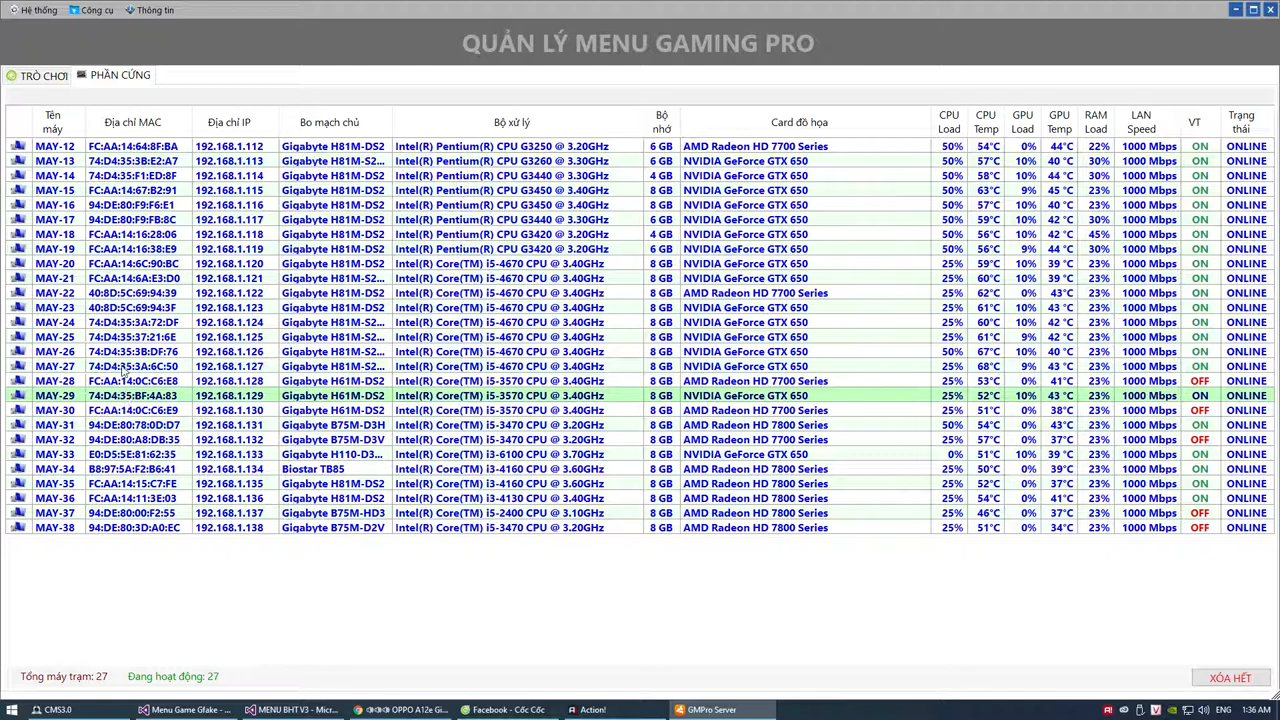 Hệ thống Công cụ Thông tin
QUẢN LÝ MENU GAMING PRO
TRÒ CHƠI PHẦN CỨNG
Tên máy Địa chỉ MAC Địa chỉ IP Bo mạch chủ Bộ xử lý Bộ nhớ Card đồ họa CPU Load CPU Temp GPU Load GPU Temp RAM Load LAN Speed VT Trạng thái
MAY-12 FC:AA:14:64:8F:BA 192.168.1.112 Gigabyte H81M-DS2 Intel(R) Pentium(R) CPU G3250 @ 3.20GHz 6 GB AMD Radeon HD 7700 Series 50% 54°C 0% 44°C 22% 1000 Mbps ON ONLINE
MAY-13 74:D4:35:3B:E2:A7 192.168.1.113 Gigabyte H81M-S2... Intel(R) Pentium(R) CPU G3260 @ 3.30GHz 6 GB NVIDIA GeForce GTX 650 50% 57°C 10% 40 °C 30% 1000 Mbps ON ONLINE
MAY-14 74:D4:35:F1:ED:8F 192.168.1.114 Gigabyte H81M-DS2 Intel(R) Pentium(R) CPU G3440 @ 3.30GHz 4 GB NVIDIA GeForce GTX 650 50% 58°C 10% 44 °C 30% 1000 Mbps ON ONLINE
MAY-15 FC:AA:14:67:B2:91 192.168.1.115 Gigabyte H81M-DS2 Intel(R) Pentium(R) CPU G3450 @ 3.40GHz 8 GB NVIDIA GeForce GTX 650 50% 63°C 9% 45 °C 23% 1000 Mbps ON ONLINE
MAY-16 94:DE:80:F9:F6:E1 192.168.1.116 Gigabyte H81M-DS2 Intel(R) Pentium(R) CPU G3450 @ 3.40GHz 8 GB NVIDIA GeForce GTX 650 50% 57°C 10% 40 °C 23% 1000 Mbps ON ONLINE
MAY-17 94:DE:80:F9:FB:8C 192.168.1.117 Gigabyte H81M-DS2 Intel(R) Pentium(R) CPU G3440 @ 3.30GHz 6 GB NVIDIA GeForce GTX 650 50% 59°C 10% 42 °C 30% 1000 Mbps ON ONLINE
MAY-18 FC:AA:14:16:28:06 192.168.1.118 Gigabyte H81M-DS2 Intel(R) Pentium(R) CPU G3420 @ 3.20GHz 4 GB NVIDIA GeForce GTX 650 50% 56°C 10% 42 °C 45% 1000 Mbps ON ONLINE
MAY-19 FC:AA:14:16:38:E9 192.168.1.119 Gigabyte H81M-DS2 Intel(R) Pentium(R) CPU G3420 @ 3.20GHz 6 GB NVIDIA GeForce GTX 650 50% 56°C 9% 44 °C 30% 1000 Mbps ON ONLINE
MAY-20 FC:AA:14:6C:90:BC 192.168.1.120 Gigabyte H81M-DS2 Intel(R) Core(TM) i5-4670 CPU @ 3.40GHz 8 GB NVIDIA GeForce GTX 650 25% 59°C 10% 39 °C 23% 1000 Mbps ON ONLINE
MAY-21 FC:AA:14:6A:E3:D0 192.168.1.121 Gigabyte H81M-S2... Intel(R) Core(TM) i5-4670 CPU @ 3.40GHz 8 GB NVIDIA GeForce GTX 650 25% 60°C 10% 39 °C 23% 1000 Mbps ON ONLINE
MAY-22 40:8D:5C:69:94:39 192.168.1.122 Gigabyte H81M-DS2 Intel(R) Core(TM) i5-4670 CPU @ 3.40GHz 8 GB AMD Radeon HD 7700 Series 25% 62°C 0% 43°C 23% 1000 Mbps ON ONLINE
MAY-23 40:8D:5C:69:94:3F 192.168.1.123 Gigabyte H81M-DS2 Intel(R) Core(TM) i5-4670 CPU @ 3.40GHz 8 GB NVIDIA GeForce GTX 650 25% 61°C 10% 43 °C 23% 1000 Mbps ON ONLINE
MAY-24 74:D4:35:3A:72:DF 192.168.1.124 Gigabyte H81M-S2... Intel(R) Core(TM) i5-4670 CPU @ 3.40GHz 8 GB NVIDIA GeForce GTX 650 25% 60°C 10% 42 °C 23% 1000 Mbps ON ONLINE
MAY-25 74:D4:35:37:21:6E 192.168.1.125 Gigabyte H81M-S2... Intel(R) Core(TM) i5-4670 CPU @ 3.40GHz 8 GB NVIDIA GeForce GTX 650 25% 61°C 9% 42 °C 23% 1000 Mbps ON ONLINE
MAY-26 74:D4:35:3B:DF:76 192.168.1.126 Gigabyte H81M-S2... Intel(R) Core(TM) i5-4670 CPU @ 3.40GHz 8 GB NVIDIA GeForce GTX 650 50% 67°C 10% 40 °C 23% 1000 Mbps ON ONLINE
MAY-27 74:D4:35:3A:6C:50 192.168.1.127 Gigabyte H81M-S2... Intel(R) Core(TM) i5-4670 CPU @ 3.40GHz 8 GB NVIDIA GeForce GTX 650 25% 68°C 9% 43 °C 23% 1000 Mbps ON ONLINE
MAY-28 FC:AA:14:0C:C6:E8 192.168.1.128 Gigabyte H61M-DS2 Intel(R) Core(TM) i5-3570 CPU @ 3.40GHz 8 GB AMD Radeon HD 7700 Series 25% 53°C 0% 41°C 23% 1000 Mbps OFF ONLINE
MAY-29 74:D4:35:BF:4A:83 192.168.1.129 Gigabyte H61M-DS2 Intel(R) Core(TM) i5-3570 CPU @ 3.40GHz 8 GB NVIDIA GeForce GTX 650 25% 52°C 10% 43 °C 23% 1000 Mbps ON ONLINE
MAY-30 FC:AA:14:0C:C6:E9 192.168.1.130 Gigabyte H61M-DS2 Intel(R) Core(TM) i5-3570 CPU @ 3.40GHz 8 GB AMD Radeon HD 7700 Series 25% 51°C 0% 38°C 23% 1000 Mbps OFF ONLINE
MAY-31 94:DE:80:78:0D:D7 192.168.1.131 Gigabyte B75M-D3H Intel(R) Core(TM) i5-3470 CPU @ 3.20GHz 8 GB AMD Radeon HD 7800 Series 50% 54°C 0% 43°C 23% 1000 Mbps ON ONLINE
MAY-32 94:DE:80:A8:DB:35 192.168.1.132 Gigabyte B75M-D3V Intel(R) Core(TM) i5-3470 CPU @ 3.20GHz 8 GB AMD Radeon HD 7700 Series 25% 57°C 0% 37°C 23% 1000 Mbps OFF ONLINE
MAY-33 E0:D5:5E:81:62:35 192.168.1.133 Gigabyte H110-D3... Intel(R) Core(TM) i3-6100 CPU @ 3.70GHz 8 GB NVIDIA GeForce GTX 650 0% 51°C 10% 39 °C 23% 1000 Mbps ON ONLINE
MAY-34 B8:97:5A:F2:B6:41 192.168.1.134 Biostar TB85 Intel(R) Core(TM) i3-4160 CPU @ 3.60GHz 8 GB AMD Radeon HD 7800 Series 25% 50°C 0% 39°C 23% 1000 Mbps ON ONLINE
MAY-35 FC:AA:14:15:C7:FE 192.168.1.135 Gigabyte H81M-DS2 Intel(R) Core(TM) i3-4160 CPU @ 3.60GHz 8 GB AMD Radeon HD 7800 Series 25% 52°C 0% 37°C 23% 1000 Mbps ON ONLINE
MAY-36 FC:AA:14:11:3E:03 192.168.1.136 Gigabyte H81M-DS2 Intel(R) Core(TM) i3-4130 CPU @ 3.40GHz 8 GB AMD Radeon HD 7800 Series 25% 54°C 0% 41°C 23% 1000 Mbps ON ONLINE
MAY-37 94:DE:80:00:F2:55 192.168.1.137 Gigabyte B75M-HD3 Intel(R) Core(TM) i5-2400 CPU @ 3.10GHz 8 GB AMD Radeon HD 7800 Series 25% 46°C 0% 37°C 23% 1000 Mbps OFF ONLINE
MAY-38 94:DE:80:3D:A0:EC 192.168.1.138 Gigabyte B75M-D2V Intel(R) Core(TM) i5-3470 CPU @ 3.20GHz 8 GB AMD Radeon HD 7800 Series 25% 51°C 0% 34°C 23% 1000 Mbps OFF ONLINE
Tổng máy trạm: 27 Đang hoạt động: 27 XÓA HẾT
CMS3.0 Menu Game Gfake - ... MENU BHT V3 - Micr... OPPO A12e Gi... Facebook - Cốc Cốc Action! GMPro Server ENG 1:36 AM